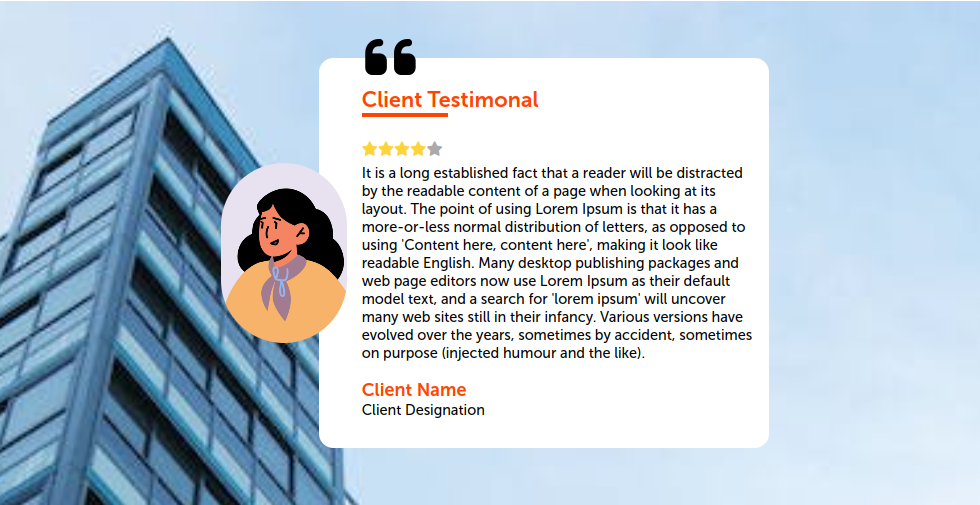 Client Testimonal
It is a long established fact that a reader will be distracted
by the readable content of a page when looking at its
layout. The point of using Lorem Ipsum is that it has a
more-or-less normal distribution of letters, as opposed to
using 'Content here, content here', making it look like
readable English. Many desktop publishing packages and
web page editors now use Lorem Ipsum as their default
model text, and a search for 'lorem ipsum' will uncover
many web sites still in their infancy. Various versions have
evolved over the years, sometimes by accident, sometimes
on purpose (injected humour and the like).
Client Name
Client Designation